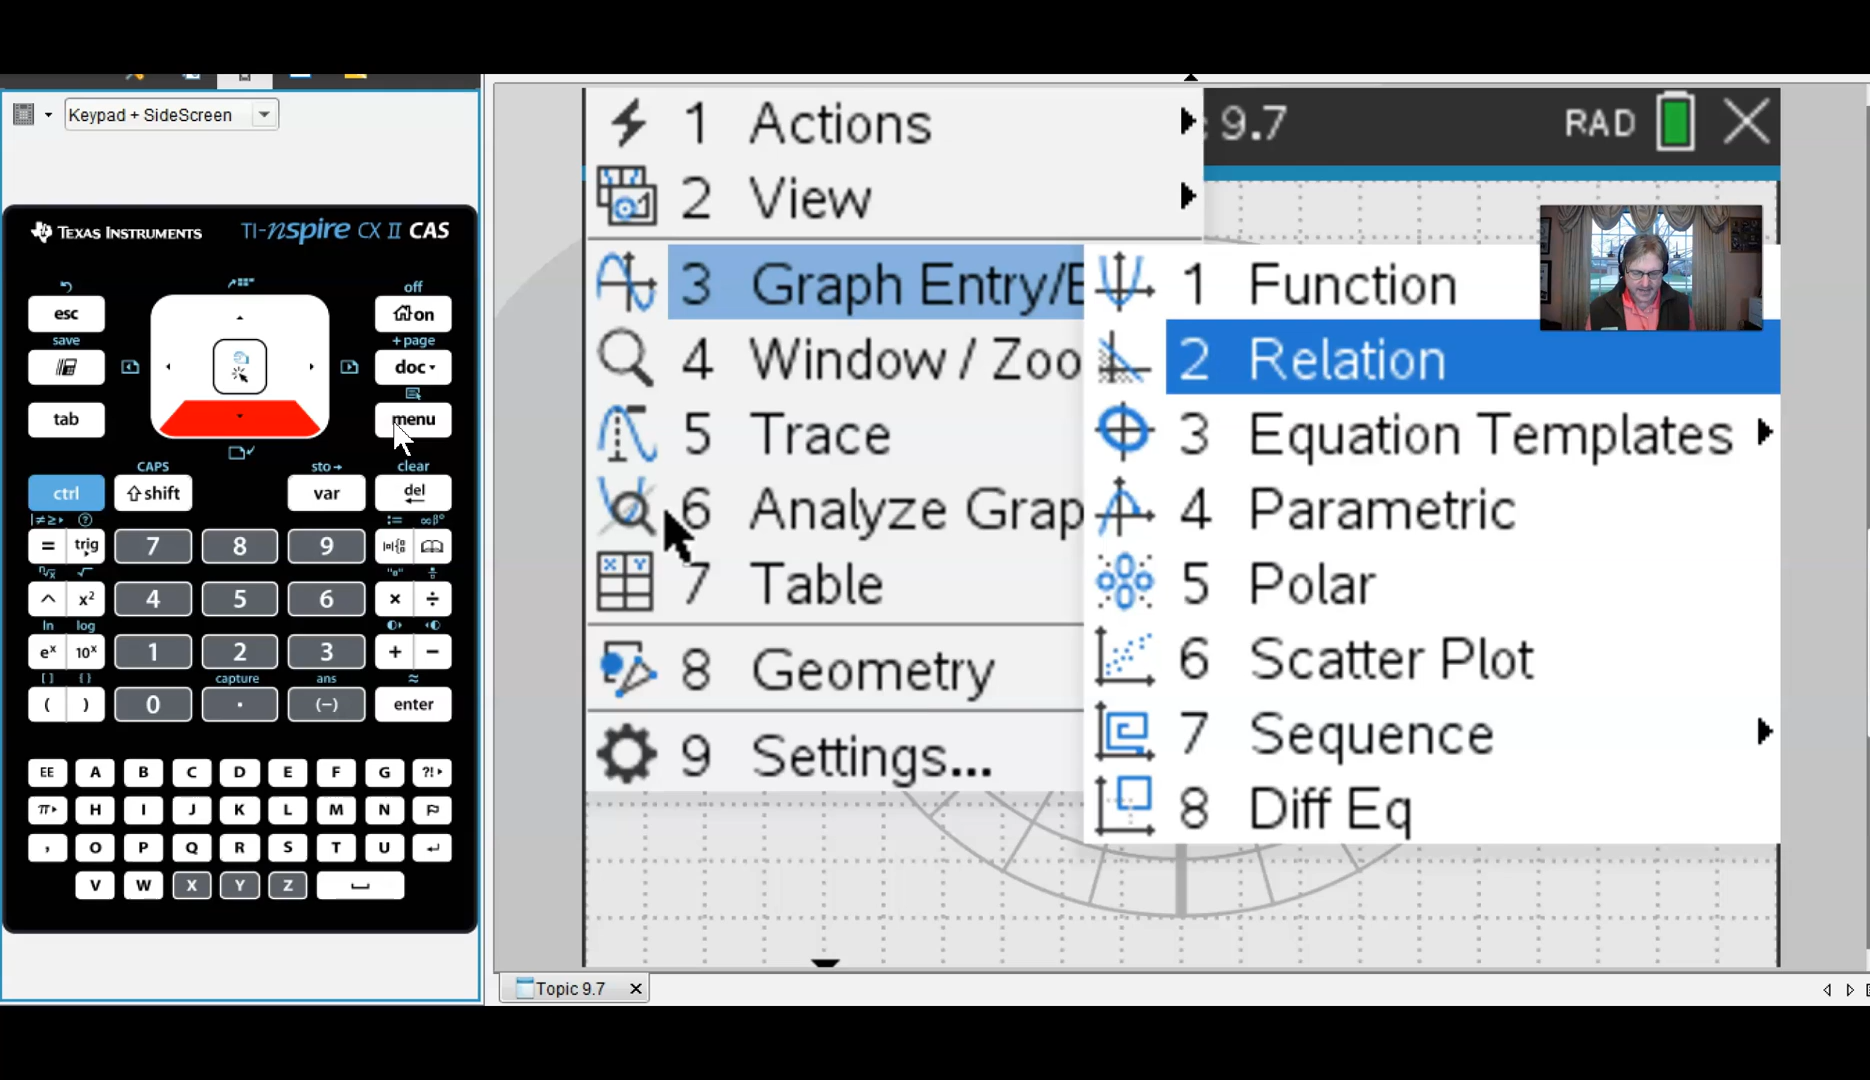 Keypad + SideScreen
TEXAS INSTRUMENTS TI-nspire CX II CAS
off
esc
on
save
+ page
doc
tab
menu
CAPS
sto→
clear
ctrl
shift
var
del
= trig 7 8 9
^ x² 4 5 6 × ÷
ln log
eˣ 10ˣ 1 2 3 + −
[ ] { } capture ans ≈
( ) 0 . (−) enter
EE A B C D E F G ?!▸
π▸ H I J K L M N
, O P Q R S T U ↵
V W X Y Z
1 Actions
2 View
3 Graph Entry/E
4 Window / Zoo
5 Trace
6 Analyze Grap
7 Table
8 Geometry
9 Settings...
9.7 RAD
1 Function
2 Relation
3 Equation Templates
4 Parametric
5 Polar
6 Scatter Plot
7 Sequence
8 Diff Eq
Topic 9.7